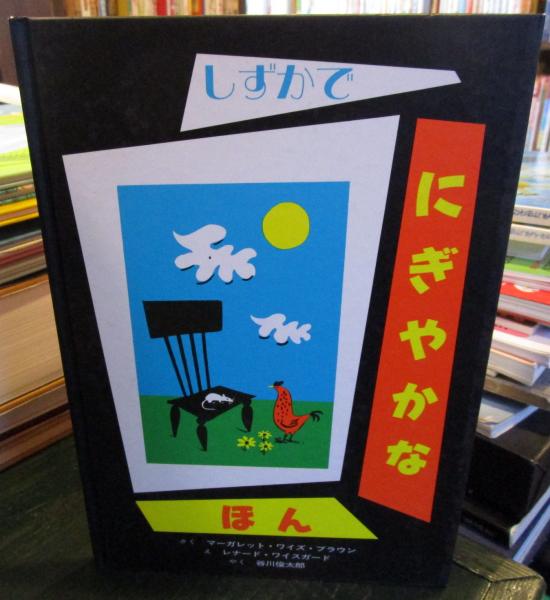 しずかで
にぎやかな
ほん
さく マーガレット・ワイズ・ブラウン
え レナード・ワイスガード
やく 谷川俊太郎